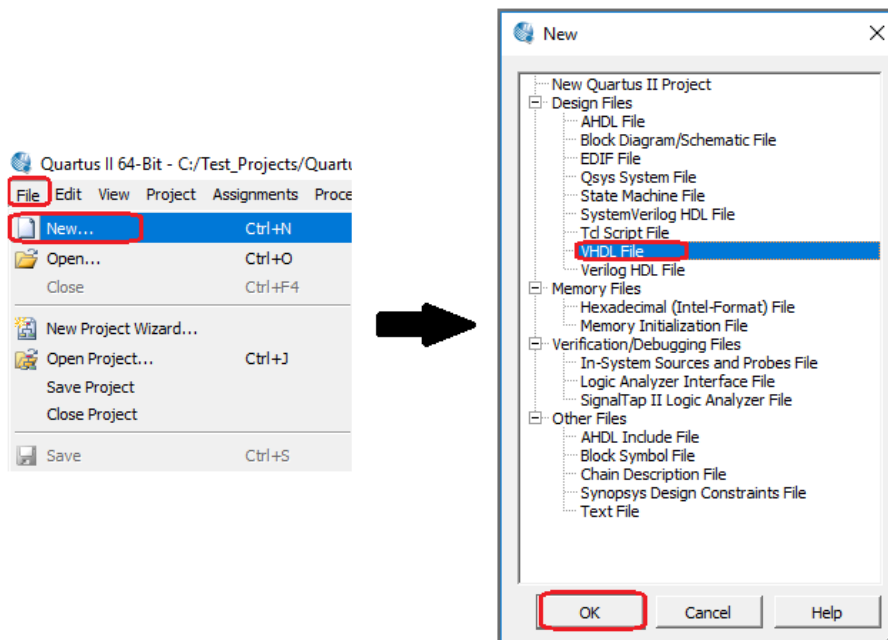 Quartus II 64-Bit - C:/Test_Projects/Quartu
File Edit View Project Assignments Proce
New... Ctrl+N
Open... Ctrl+O
Close Ctrl+F4
New Project Wizard...
Open Project... Ctrl+J
Save Project
Close Project
Save Ctrl+S
New
New Quartus II Project
Design Files
AHDL File
Block Diagram/Schematic File
EDIF File
Qsys System File
State Machine File
SystemVerilog HDL File
Tcl Script File
VHDL File
Verilog HDL File
Memory Files
Hexadecimal (Intel-Format) File
Memory Initialization File
Verification/Debugging Files
In-System Sources and Probes File
Logic Analyzer Interface File
SignalTap II Logic Analyzer File
Other Files
AHDL Include File
Block Symbol File
Chain Description File
Synopsys Design Constraints File
Text File
OK Cancel Help